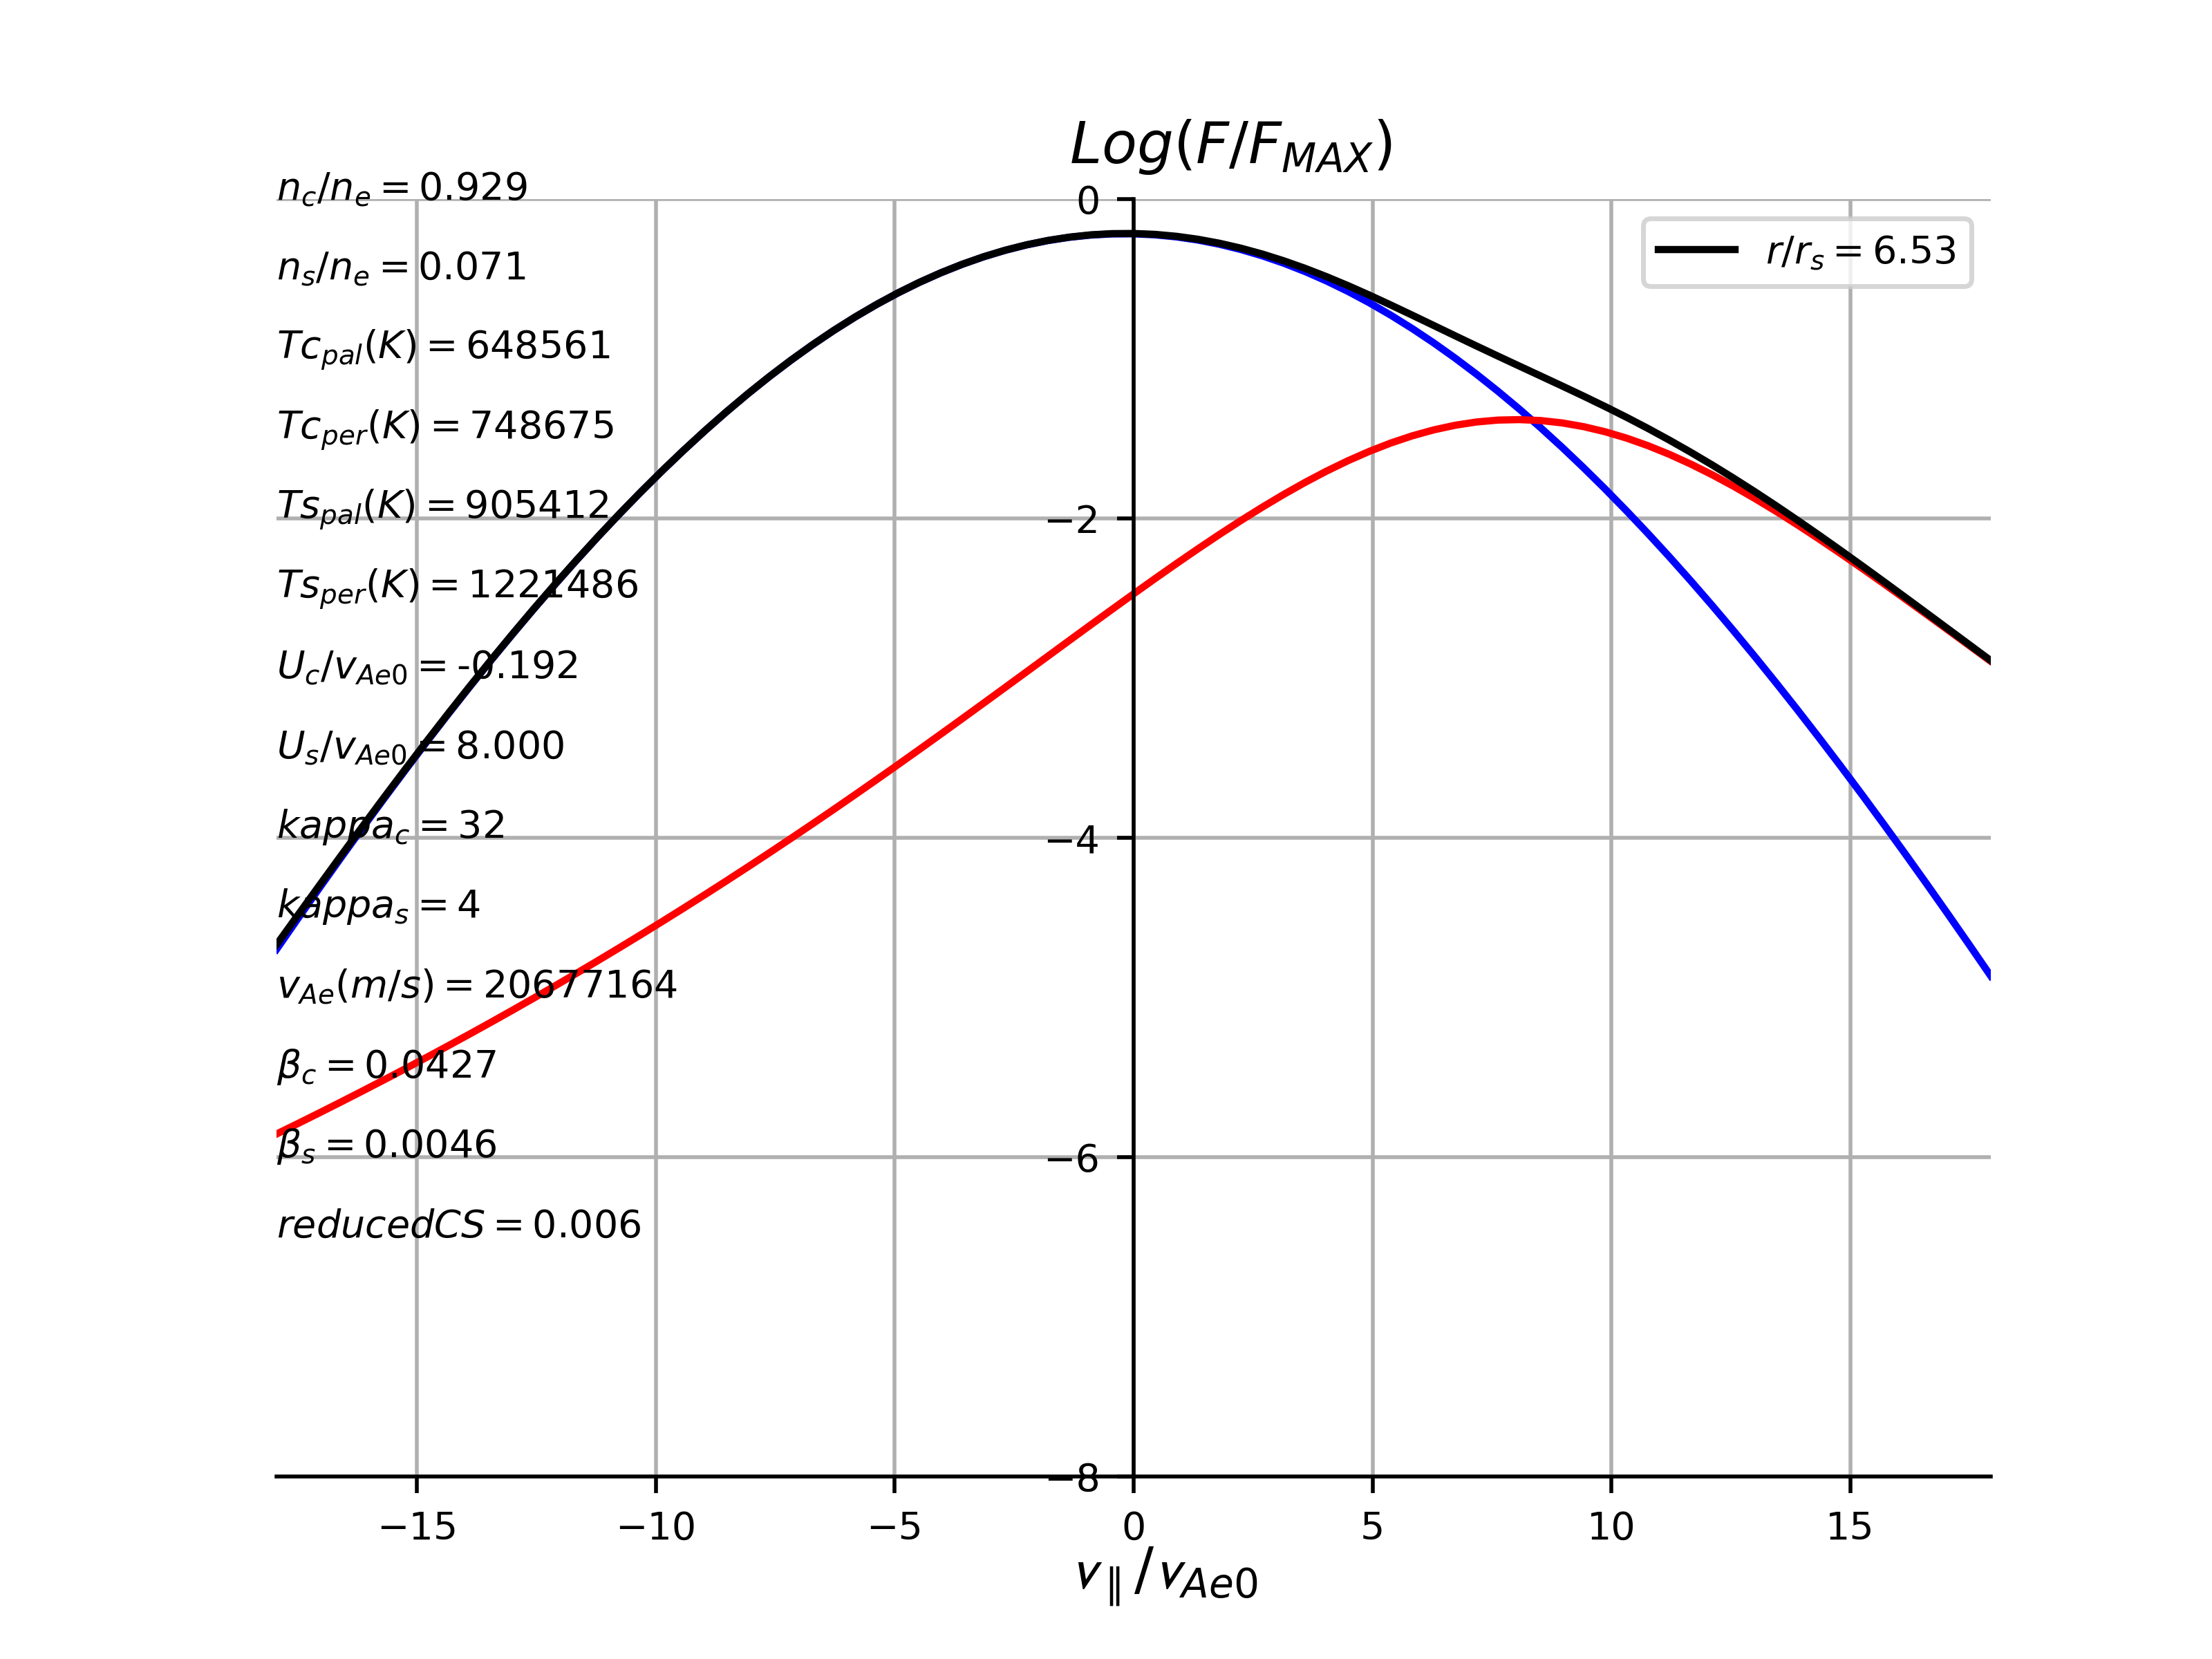 Log(F/F_MAX)
n_c/n_e = 0.929
n_s/n_e = 0.071
Tc_pal(K) = 648561
Tc_per(K) = 748675
Ts_pal(K) = 905412
Ts_per(K) = 1221486
U_c/v_Ae0 = -0.192
U_s/v_Ae0 = 8.000
kappa_c = 32
kappa_s = 4
v_Ae(m/s) = 20677164
β_c = 0.0427
β_s = 0.0046
reducedCS = 0.006
r/r_s = 6.53
0
−2
−4
−6
−8
−15 −10 −5 0 5 10 15
v_∥/v_Ae0